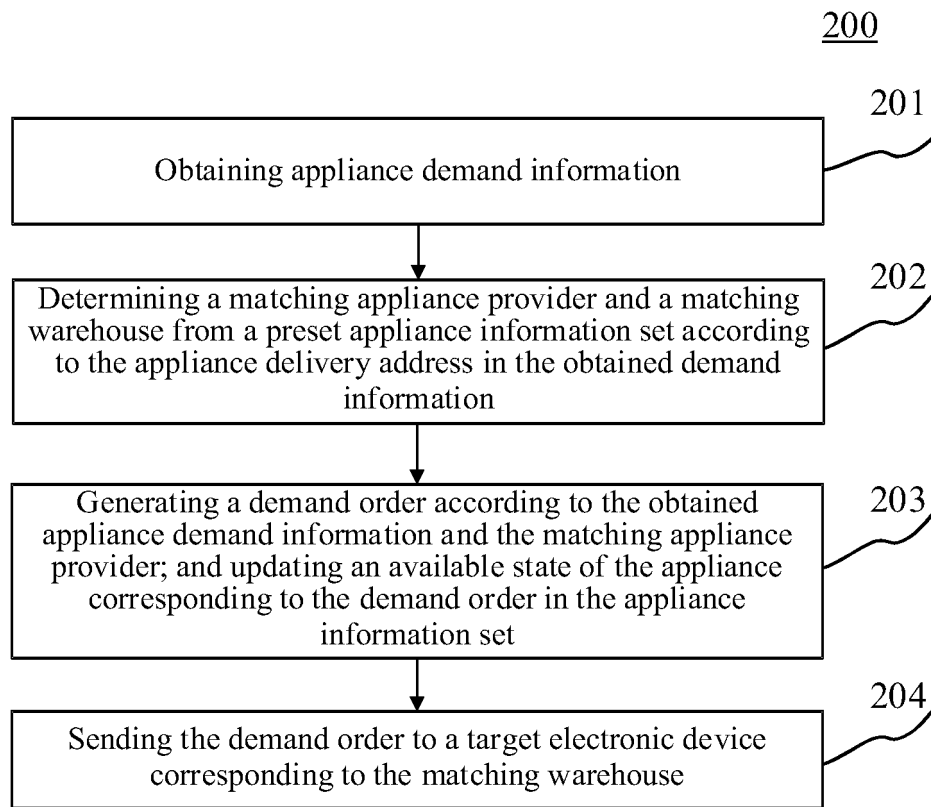 200
201
Obtaining appliance demand information
202
Determining a matching appliance provider and a matching
warehouse from a preset appliance information set according
to the appliance delivery address in the obtained demand
information
203
Generating a demand order according to the obtained
appliance demand information and the matching appliance
provider; and updating an available state of the appliance
corresponding to the demand order in the appliance
information set
204
Sending the demand order to a target electronic device
corresponding to the matching warehouse